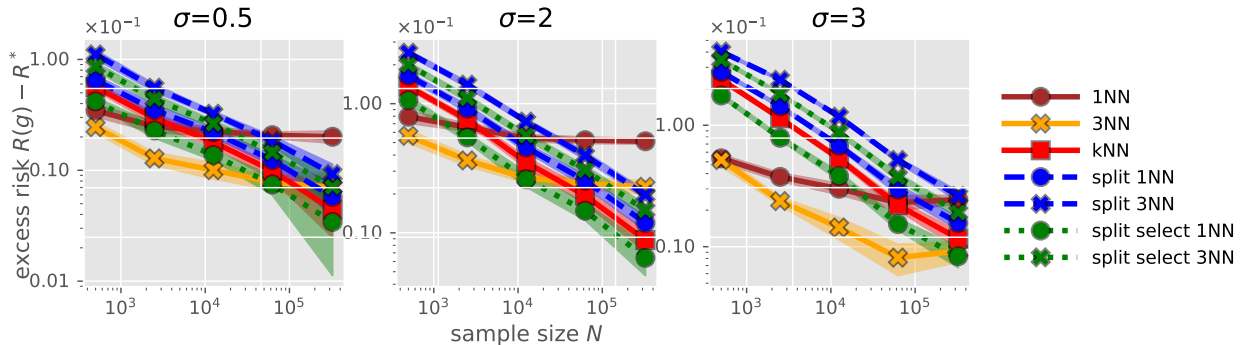 σ=0.5
σ=2
σ=3
×10⁻¹
×10⁻¹
×10⁻¹
excess risk R(g) − R*
1.00
0.10
0.01
10³
10⁴
10⁵
1.00
0.10
10³
10⁴
10⁵
1.00
0.10
10³
10⁴
10⁵
sample size N
1NN
3NN
kNN
split 1NN
split 3NN
split select 1NN
split select 3NN